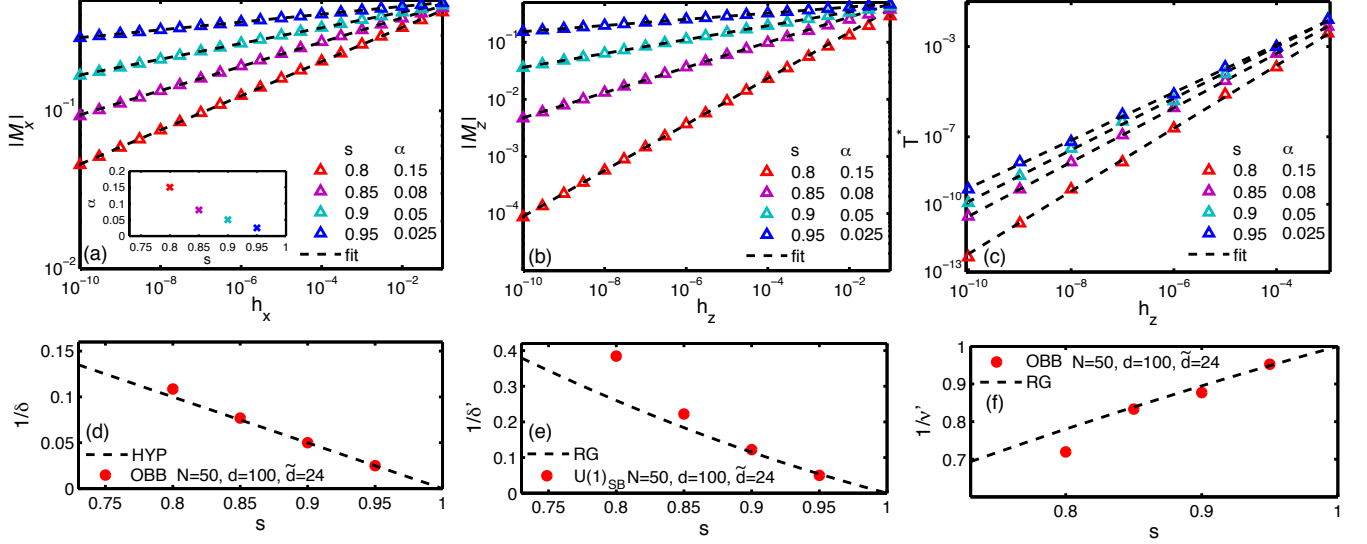 |Mₓ|
10⁻¹
10⁻²
s α
0.8 0.15
0.85 0.08
0.9 0.05
0.95 0.025
fit
α
0.2
0.15
0.1
0.05
0
0.75 0.8 0.85 0.9 0.95 1
s
(a)
10⁻¹⁰ 10⁻⁸ 10⁻⁶ 10⁻⁴ 10⁻²
hₓ
|M_z|
10⁻¹
10⁻²
10⁻³
10⁻⁴
s α
0.8 0.15
0.85 0.08
0.9 0.05
0.95 0.025
fit
(b)
10⁻¹⁰ 10⁻⁸ 10⁻⁶ 10⁻⁴ 10⁻²
h_z
T*
10⁻³
10⁻⁷
10⁻¹⁰
10⁻¹³
s α
0.8 0.15
0.85 0.08
0.9 0.05
0.95 0.025
fit
(c)
10⁻¹⁰ 10⁻⁸ 10⁻⁶ 10⁻⁴
h_z
1/δ
0.15
0.10
0.05
0
(d)
HYP
OBB N=50, d=100, d̃=24
0.75 0.8 0.85 0.9 0.95 1
s
1/δ'
0.4
0.3
0.2
0.1
0
(e)
RG
U(1)_SB N=50, d=100, d̃=24
0.75 0.8 0.85 0.9 0.95 1
s
1/ν'
1
0.9
0.8
0.7
OBB N=50, d=100, d̃=24
RG
(f)
0.8 0.9 1
s